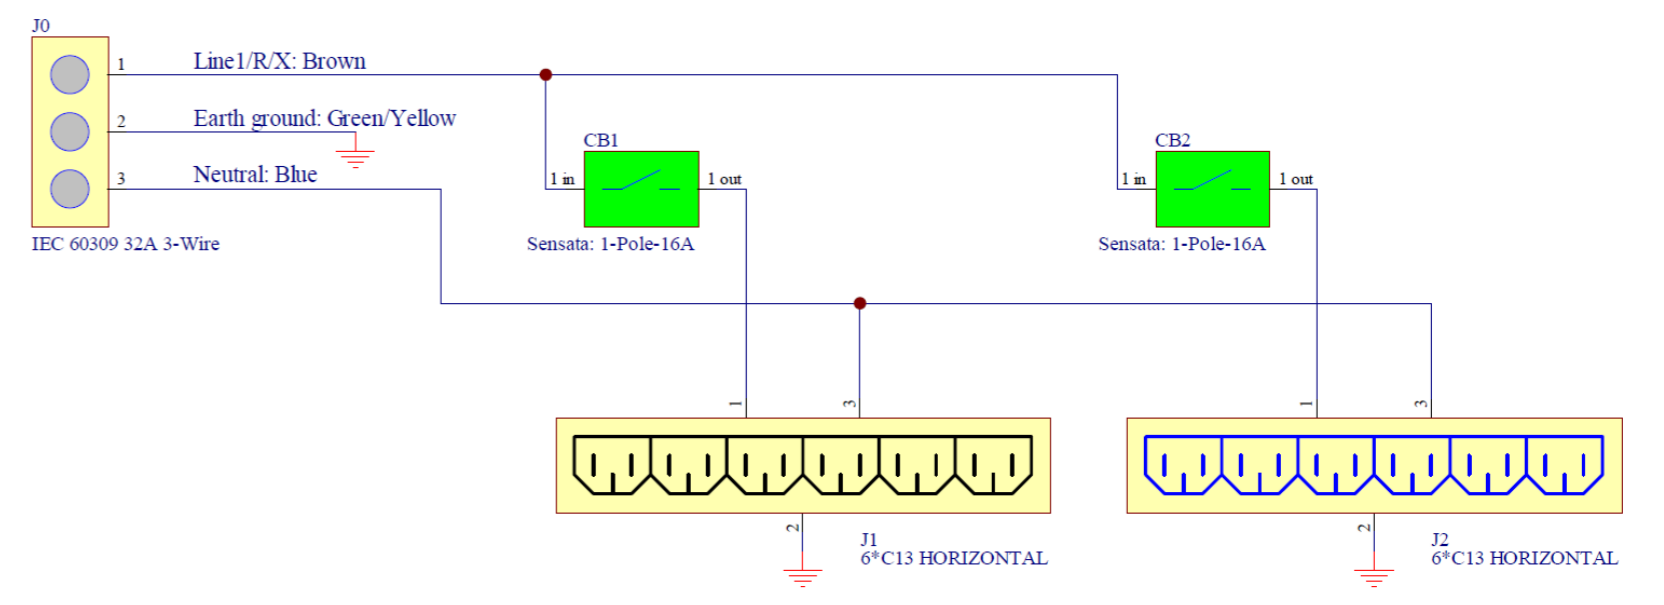 J0
1
Line1/R/X: Brown
2
Earth ground: Green/Yellow
3
Neutral: Blue
IEC 60309 32A 3-Wire
CB1
1 in
1 out
Sensata: 1-Pole-16A
CB2
1 in
1 out
Sensata: 1-Pole-16A
1
3
2
J1
6*C13 HORIZONTAL
1
3
2
J2
6*C13 HORIZONTAL